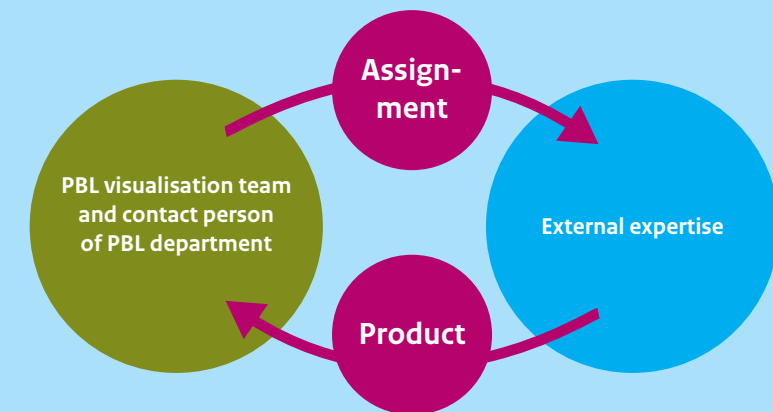 Assign-
ment
PBL visualisation team
and contact person
of PBL department
External expertise
Product